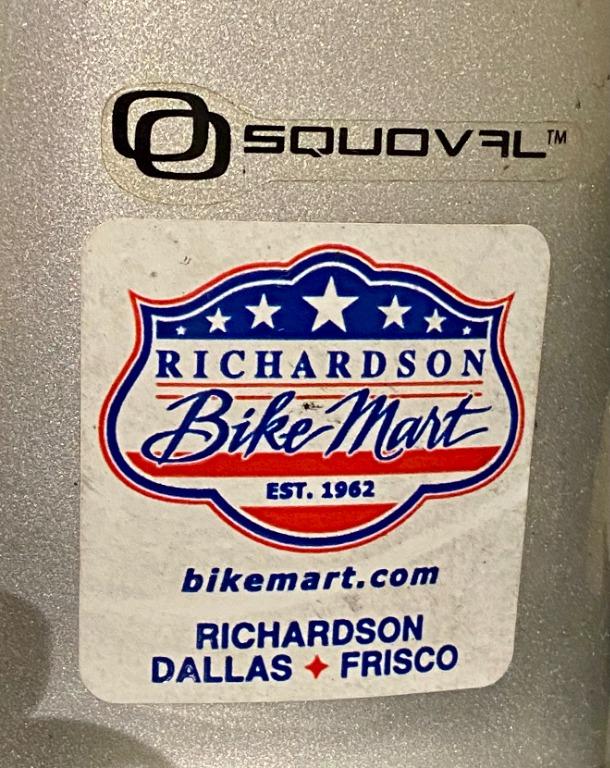 SQUOVAL™
RICHARDSON
Bike Mart
EST. 1962
bikemart.com
RICHARDSON
DALLAS ✦ FRISCO